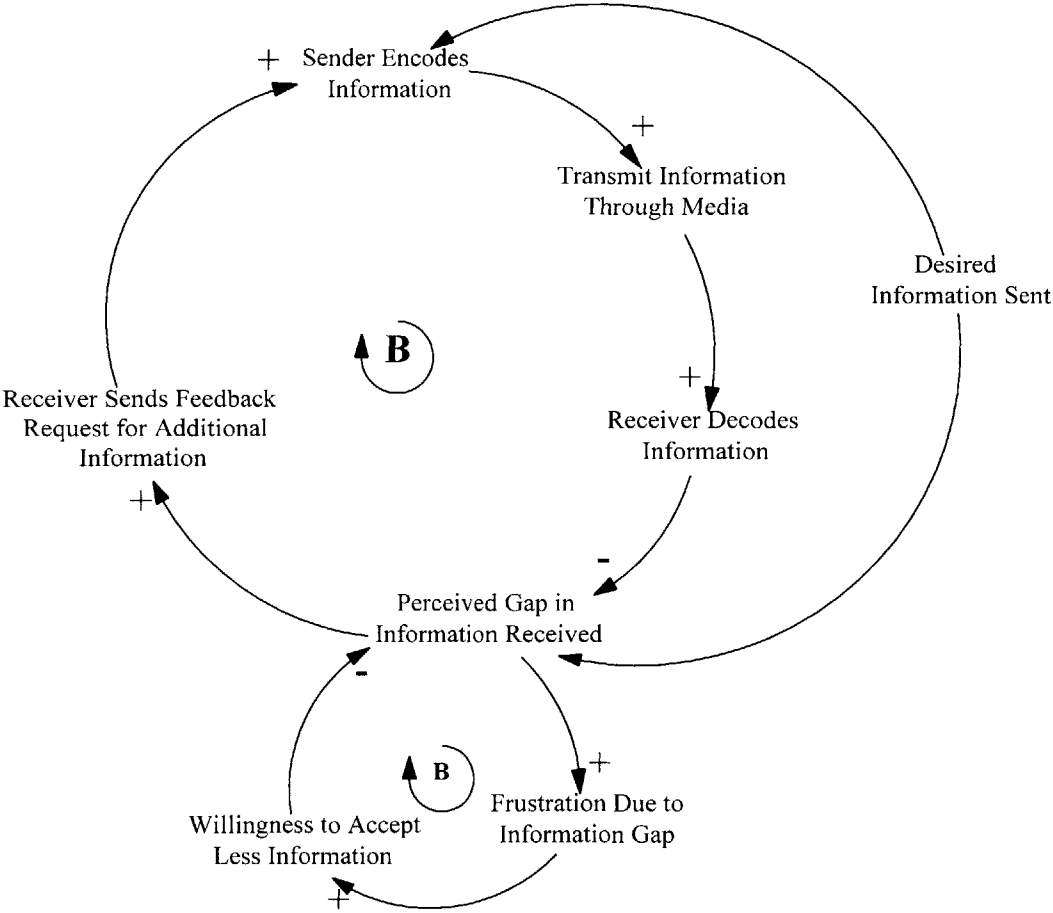 + Sender Encodes
Information
+
Transmit Information
Through Media
Desired
Information Sent
B
+
Receiver Decodes
Information
Receiver Sends Feedback
Request for Additional
Information
+
-
Perceived Gap in
Information Received
-
+
B
Frustration Due to
Information Gap
Willingness to Accept
Less Information
+